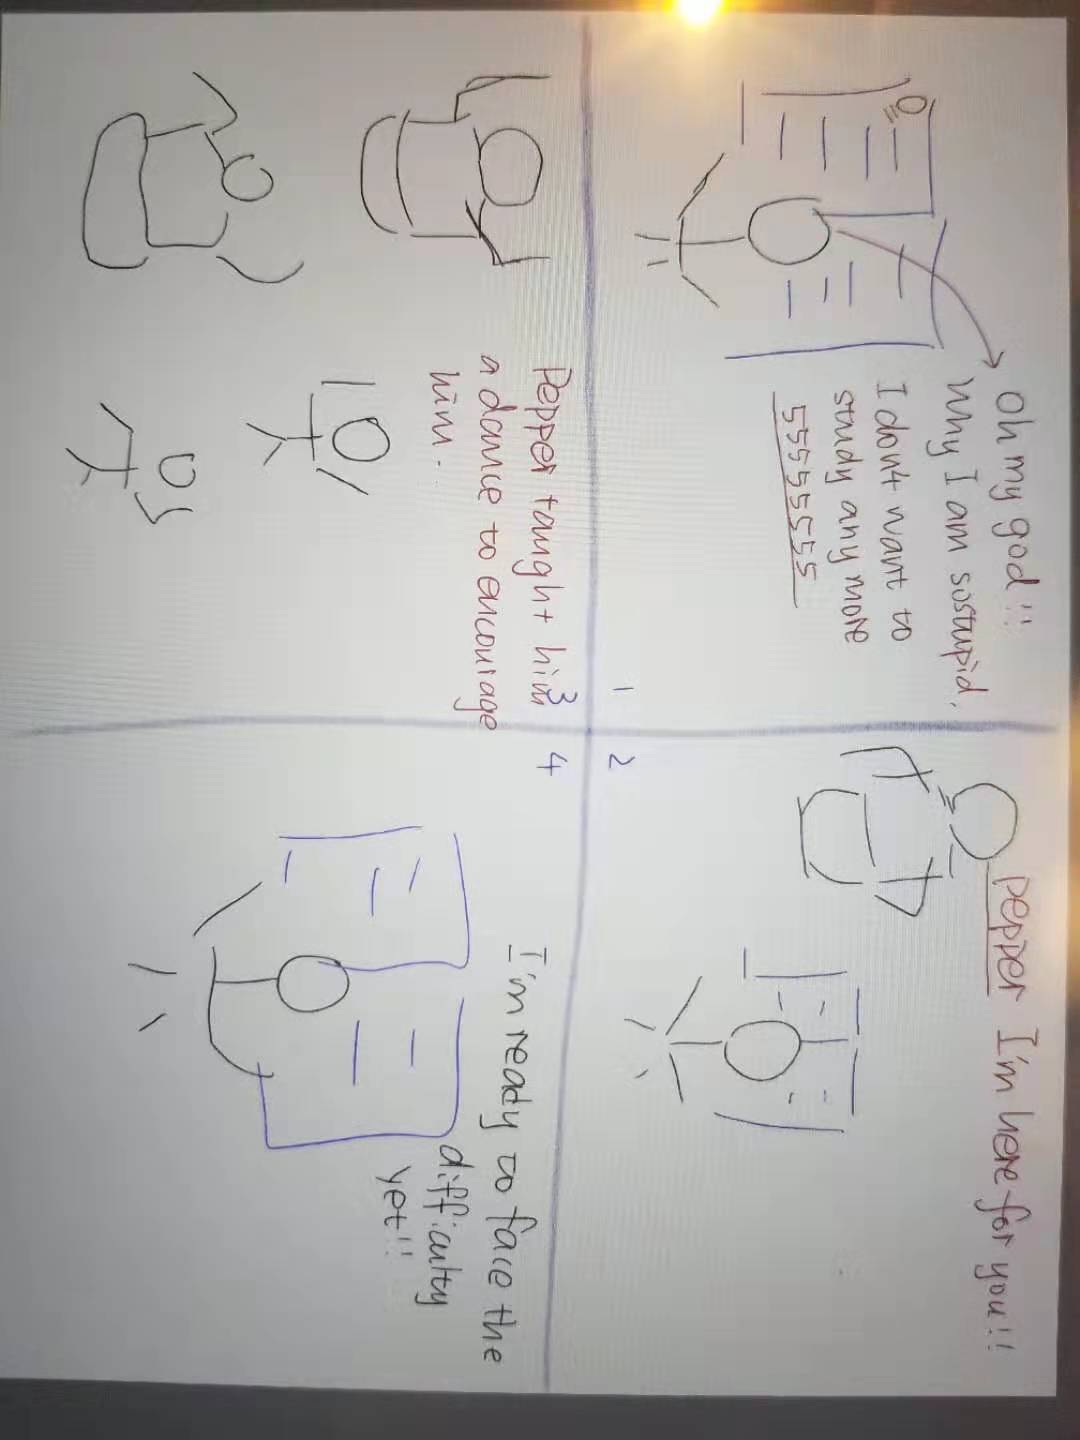 Oh my god!!
Why I am sostupid.
I don4 want to
study any more
55555555
1
pepper I'm here for you!!
2
3
Pepper taught him
a dance to encourage
him.
4
I'm ready to face the
difficulty
yet!!